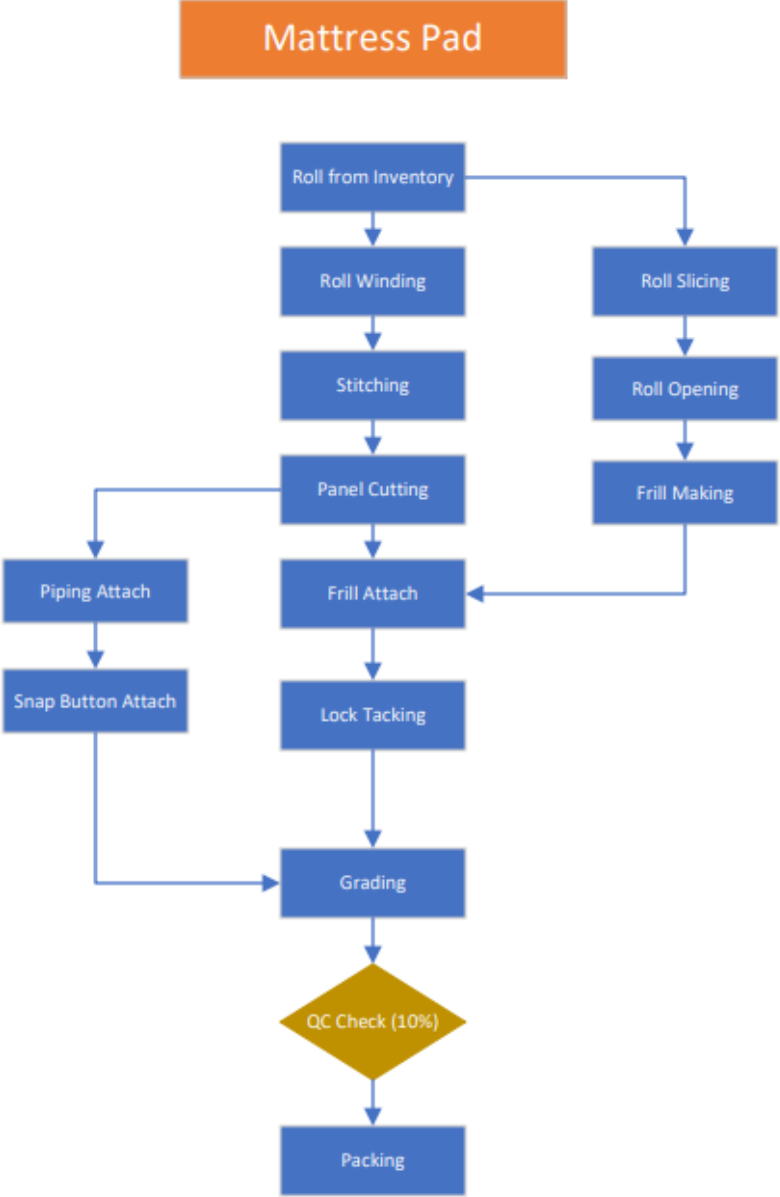 Mattress Pad
Roll from Inventory
Roll Winding
Roll Slicing
Stitching
Roll Opening
Panel Cutting
Frill Making
Piping Attach
Frill Attach
Snap Button Attach
Lock Tacking
Grading
QC Check (10%)
Packing